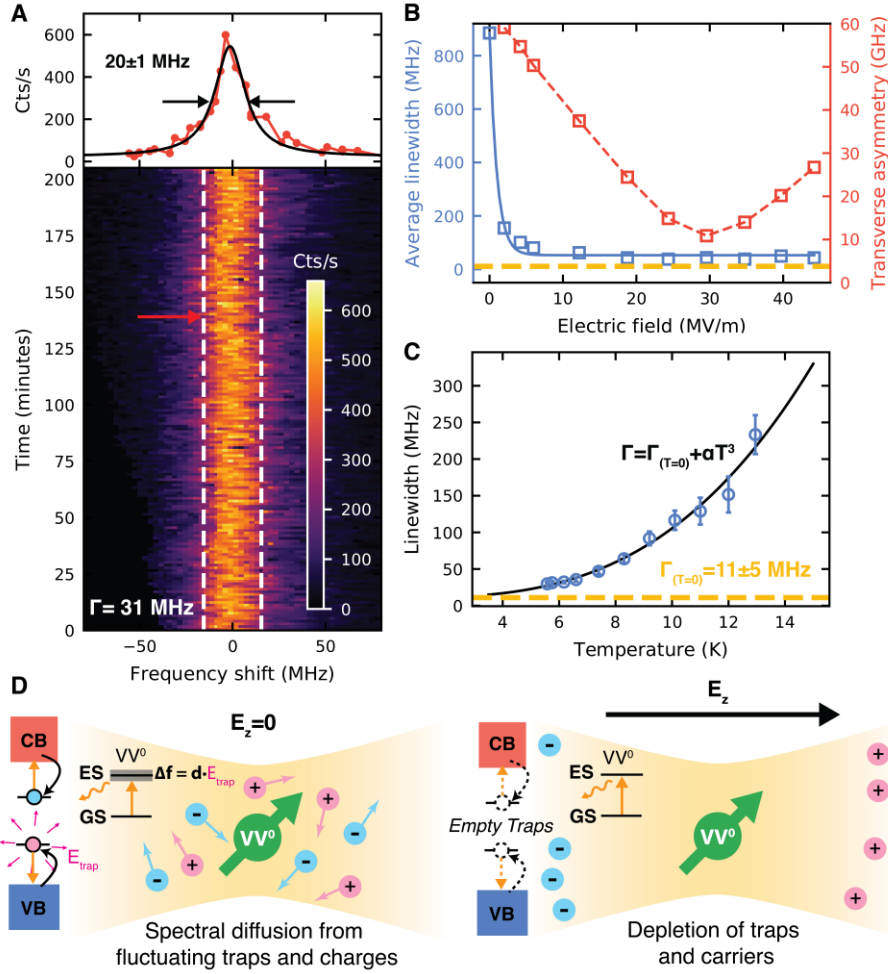 A
600
400
200
0
Cts/s
20±1 MHz
200
175
150
125
100
75
50
25
0
Time (minutes)
Cts/s
600
500
400
300
200
100
0
Γ= 31 MHz
−50
0
50
Frequency shift (MHz)
B
800
600
400
200
0
Average linewidth (MHz)
60
50
40
30
20
10
0
Transverse asymmetry (GHz)
0
10
20
30
40
Electric field (MV/m)
C
300
250
200
150
100
50
0
Linewidth (MHz)
Γ=Γ(T=0)+αT³
Γ(T=0)=11±5 MHz
4
6
8
10
12
14
Temperature (K)
D
Ez=0
CB
VV⁰
ES
Δf = d·Etrap
GS
Etrap
VB
VV⁰
+
+
+
+
-
-
-
-
Spectral diffusion from
fluctuating traps and charges
Ez
CB
VV⁰
ES
GS
Empty Traps
VB
VV⁰
-
-
-
-
+
+
+
+
Depletion of traps
and carriers